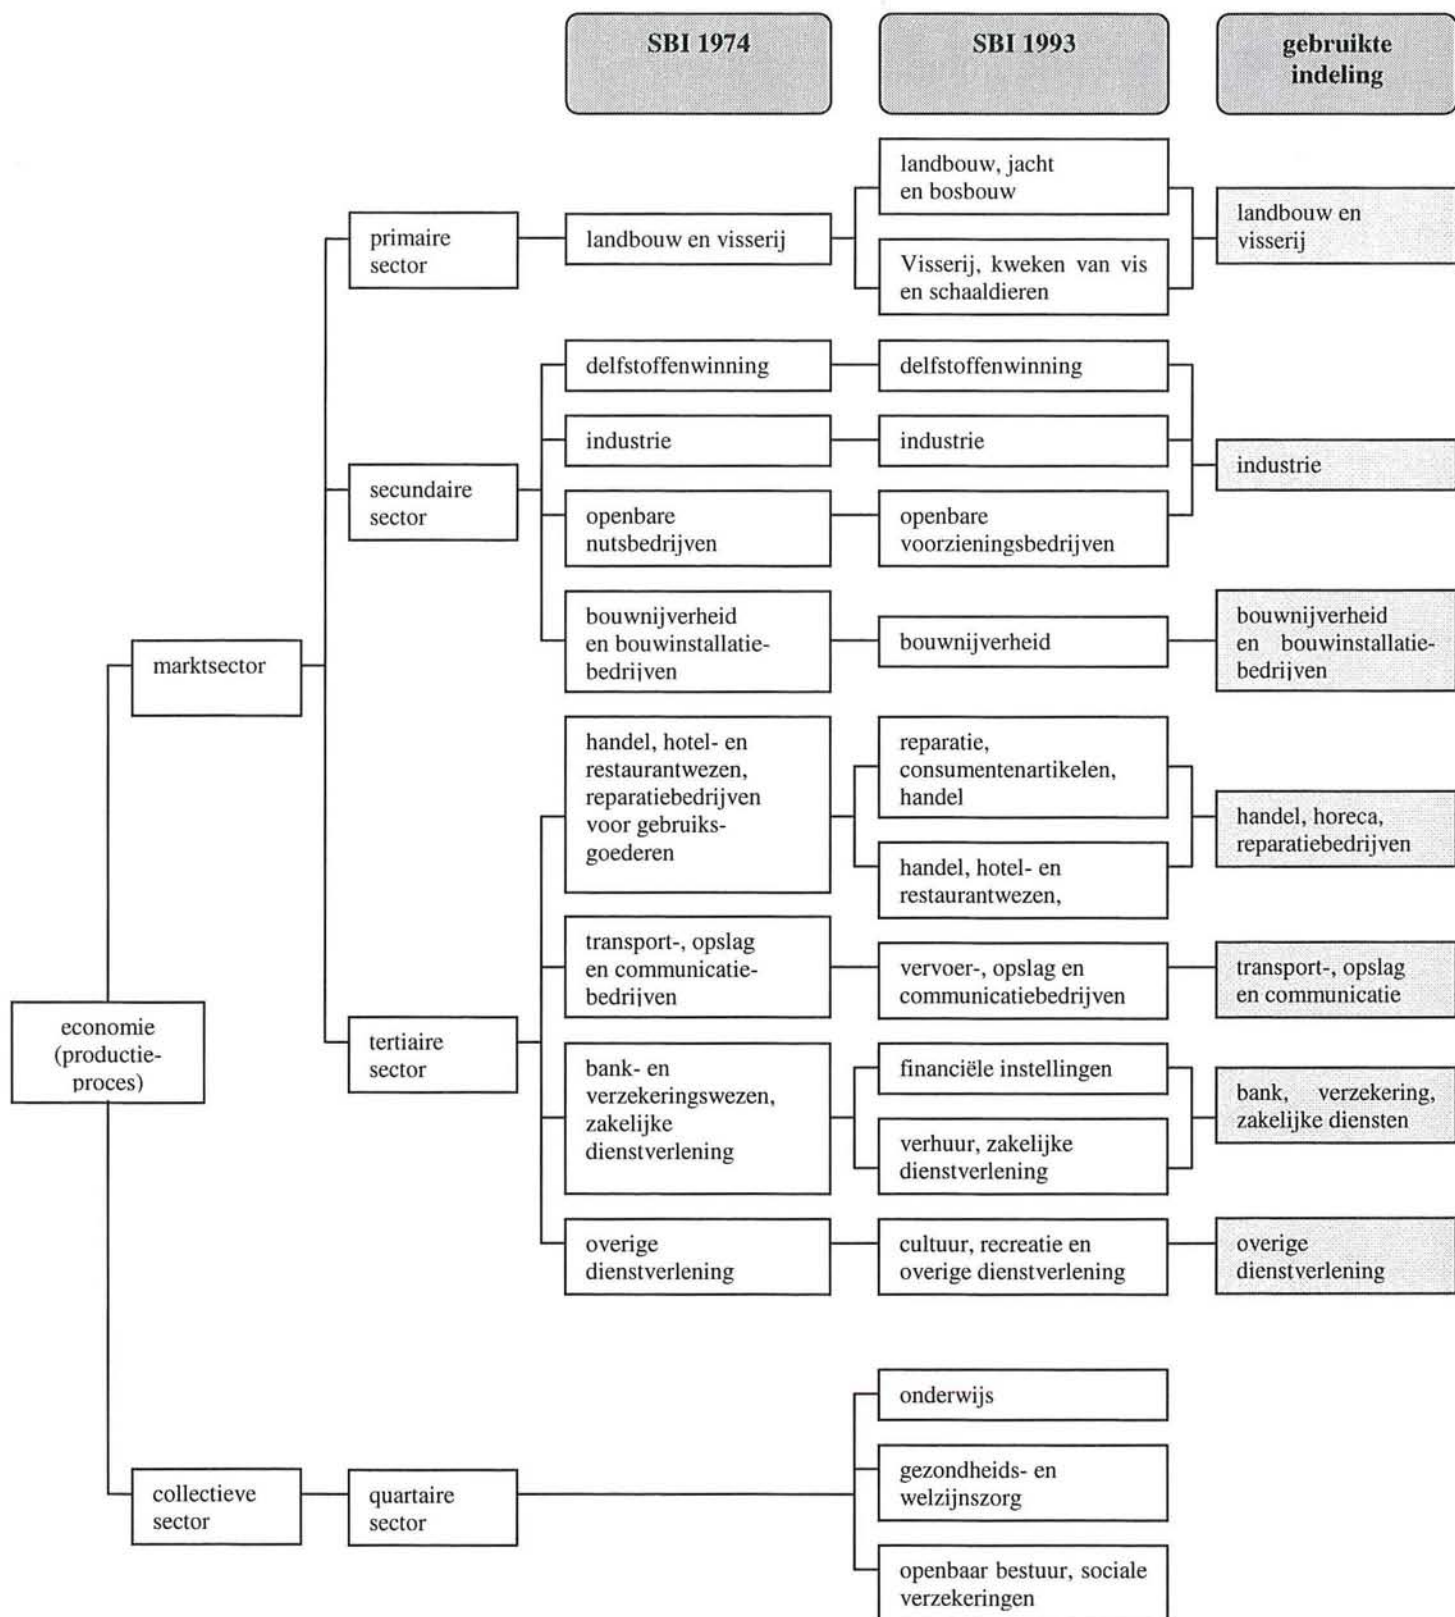 SBI 1974
SBI 1993
gebruikte
indeling
landbouw, jacht
en bosbouw
primaire
sector
landbouw en visserij
landbouw en
visserij
Visserij, kweken van vis
en schaaldieren
delfstoffenwinning
delfstoffenwinning
industrie
industrie
industrie
secundaire
sector
openbare
nutsbedrijven
openbare
voorzieningsbedrijven
bouwnijverheid
en bouwinstallatie-
bedrijven
bouwnijverheid
bouwnijverheid
en bouwinstallatie-
bedrijven
marktsector
handel, hotel- en
restaurantwezen,
reparatiebedrijven
voor gebruiks-
goederen
reparatie,
consumentenartikelen,
handel
handel, horeca,
reparatiebedrijven
handel, hotel- en
restaurantwezen,
transport-, opslag
en communicatie-
bedrijven
vervoer-, opslag en
communicatiebedrijven
transport-, opslag
en communicatie
economie
(productie-
proces)
tertiaire
sector
bank- en
verzekeringswezen,
zakelijke
dienstverlening
financiële instellingen
bank, verzekering,
zakelijke diensten
verhuur, zakelijke
dienstverlening
overige
dienstverlening
cultuur, recreatie en
overige dienstverlening
overige
dienstverlening
onderwijs
collectieve
sector
quartaire
sector
gezondheids- en
welzijnszorg
openbaar bestuur, sociale
verzekeringen